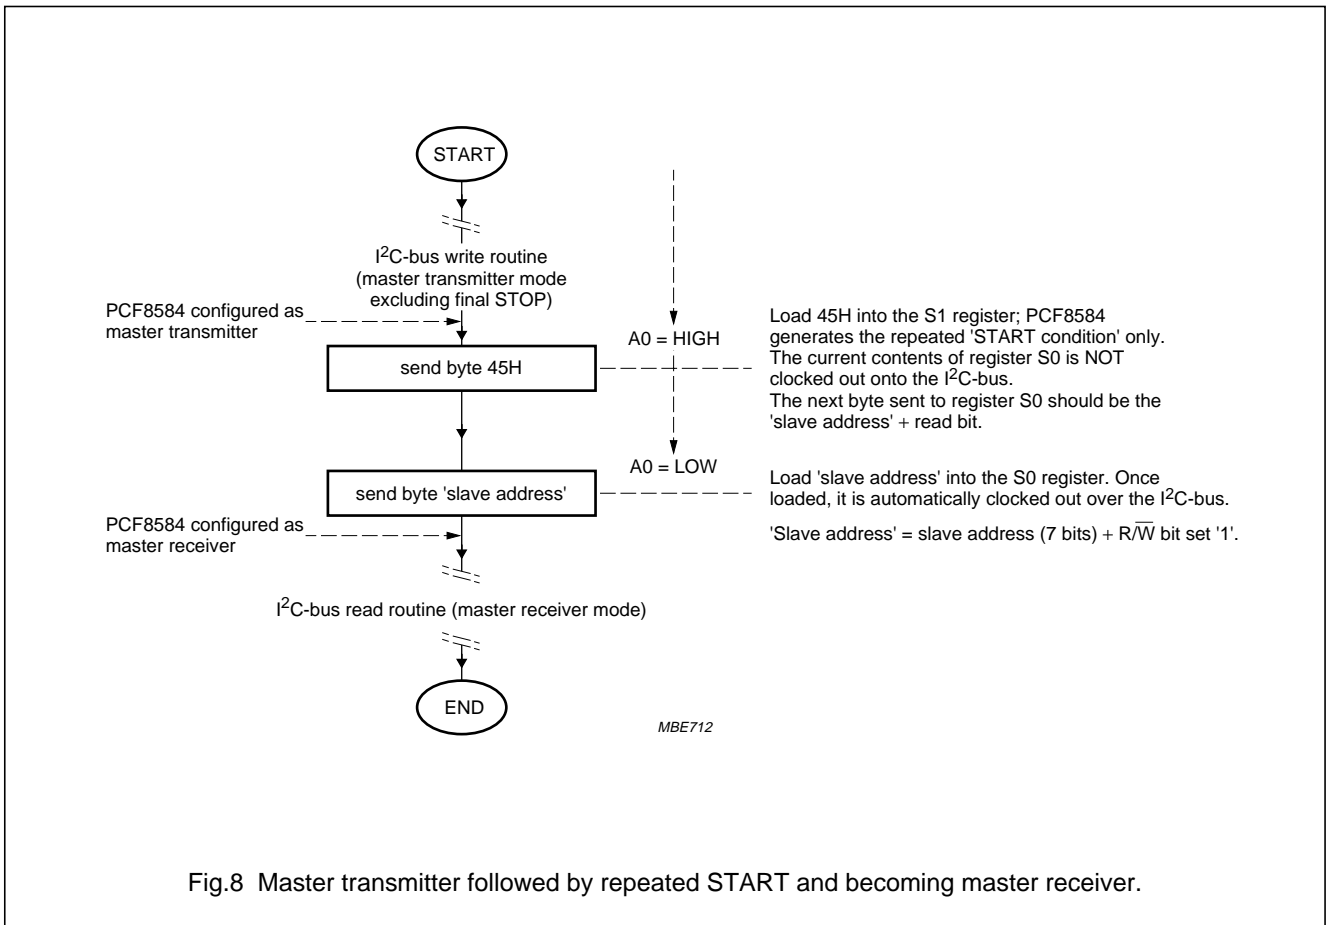 START
I²C-bus write routine
(master transmitter mode
excluding final STOP)
PCF8584 configured as
master transmitter
A0 = HIGH
send byte 45H
Load 45H into the S1 register; PCF8584
generates the repeated 'START condition' only.
The current contents of register S0 is NOT
clocked out onto the I²C-bus.
The next byte sent to register S0 should be the
'slave address' + read bit.
A0 = LOW
send byte 'slave address'
Load 'slave address' into the S0 register. Once
loaded, it is automatically clocked out over the I²C-bus.
'Slave address' = slave address (7 bits) + R/W̅ bit set '1'.
PCF8584 configured as
master receiver
I²C-bus read routine (master receiver mode)
END
MBE712
Fig.8 Master transmitter followed by repeated START and becoming master receiver.